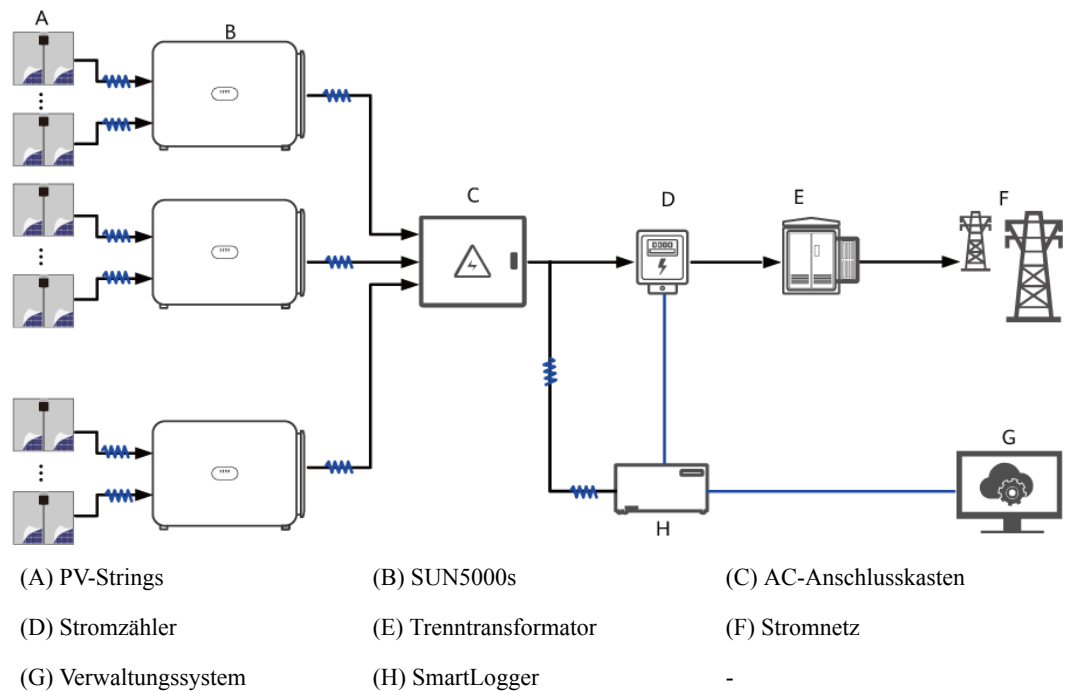 A
B
C
D
E
F
G
H
(A) PV-Strings (B) SUN5000s (C) AC-Anschlusskasten
(D) Stromzähler (E) Trenntransformator (F) Stromnetz
(G) Verwaltungssystem (H) SmartLogger -